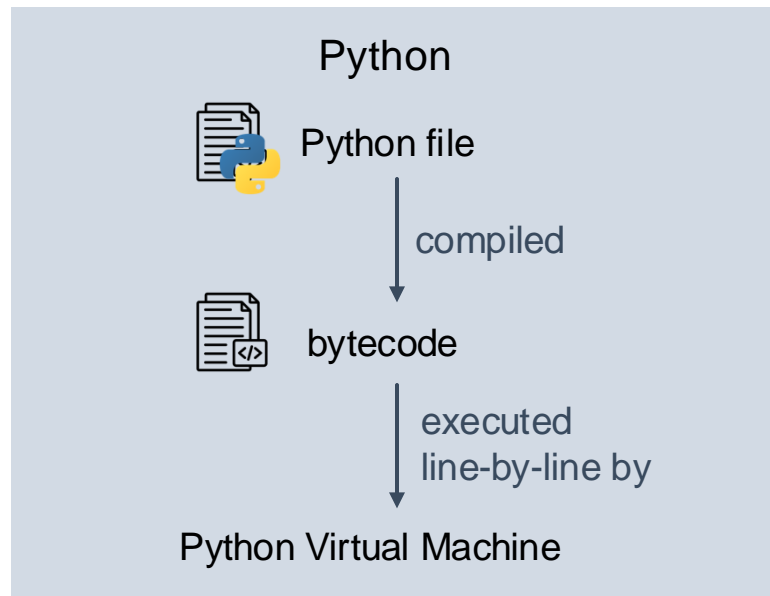 Python
Python file
compiled
bytecode
executed
line-by-line by
Python Virtual Machine